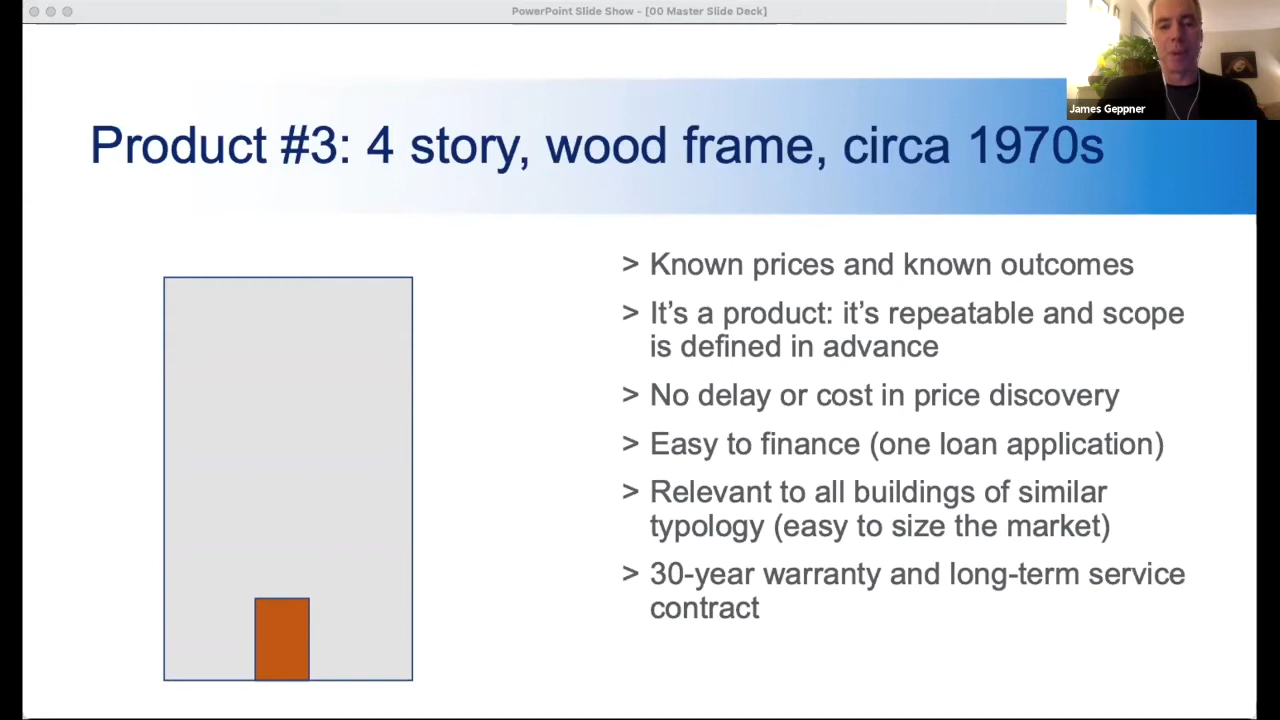 PowerPoint Slide Show - [00 Master Slide Deck]
James Geppner
Product #3: 4 story, wood frame, circa 1970s
> Known prices and known outcomes
> It’s a product: it’s repeatable and scope
is defined in advance
> No delay or cost in price discovery
> Easy to finance (one loan application)
> Relevant to all buildings of similar
typology (easy to size the market)
> 30-year warranty and long-term service
contract